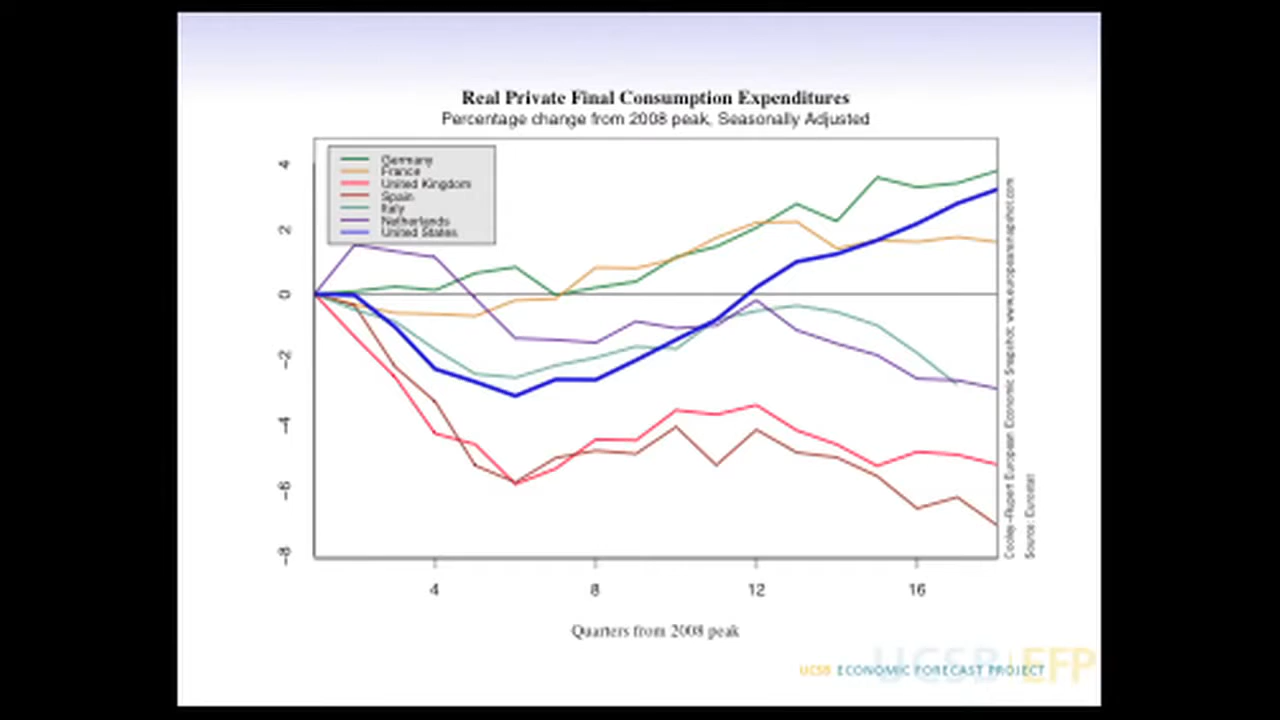 Real Private Final Consumption Expenditures
Percentage change from 2008 peak, Seasonally Adjusted
Germany
France
United Kingdom
Spain
Italy
Netherlands
United States
4
2
0
-2
-4
-6
-8
4
8
12
16
Quarters from 2008 peak
Cooley-Rupert European Economic Snapshot: www.europeansnapshot.com
Source: Eurostat
UCSB ECONOMIC FORECAST PROJECT
UCSB EFP